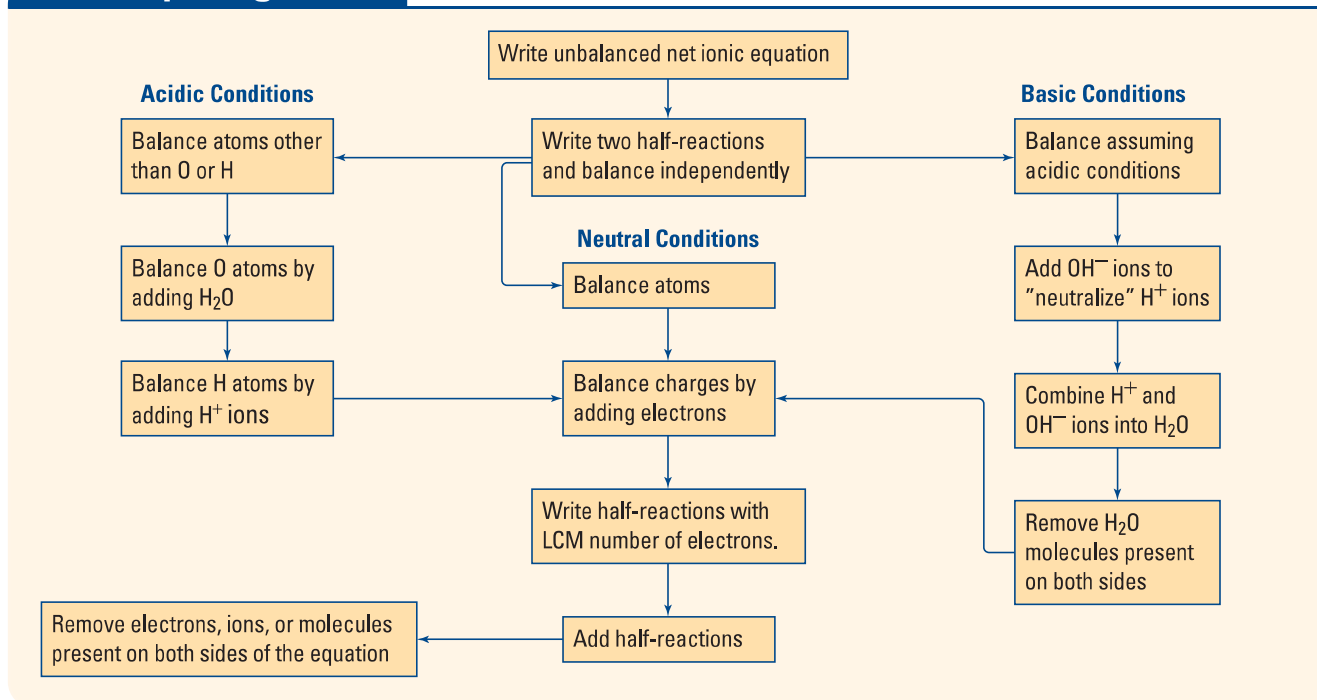 Write unbalanced net ionic equation
Acidic Conditions
Basic Conditions
Balance atoms other
than O or H
Write two half-reactions
and balance independently
Balance assuming
acidic conditions
Neutral Conditions
Balance O atoms by
adding H₂O
Balance atoms
Add OH⁻ ions to
”neutralize” H⁺ ions
Balance H atoms by
adding H⁺ ions
Balance charges by
adding electrons
Combine H⁺ and
OH⁻ ions into H₂O
Write half-reactions with
LCM number of electrons.
Remove H₂O
molecules present
on both sides
Remove electrons, ions, or molecules
present on both sides of the equation
Add half-reactions